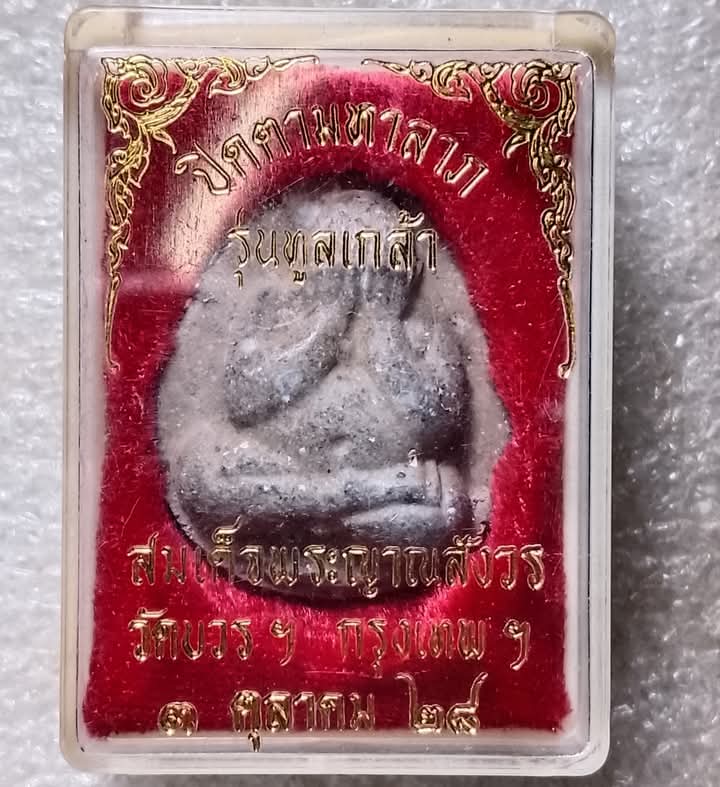 ปิดตามหาลาภ
รุ่นทูลเกล้า
สมเด็จพระญาณสังวร
วัดบวรฯ กรุงเทพฯ
๓ ตุลาคม ๒๘